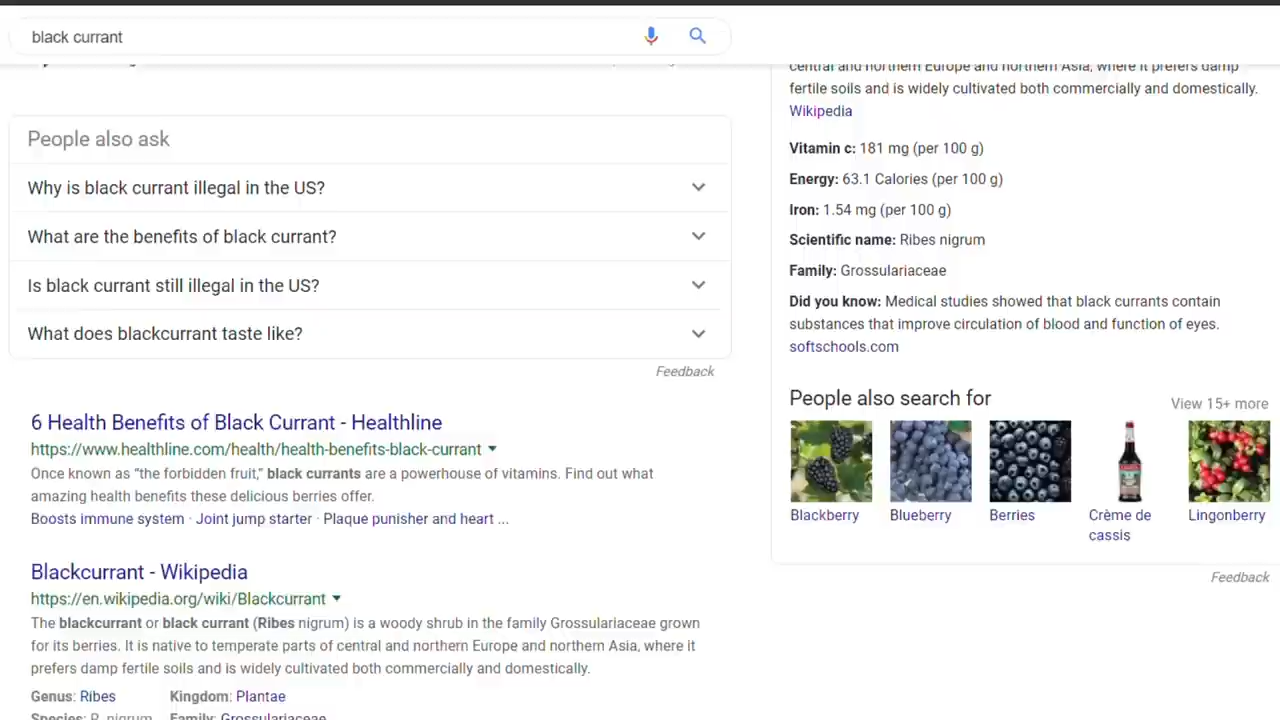 black currant
People also ask
Why is black currant illegal in the US?
What are the benefits of black currant?
Is black currant still illegal in the US?
What does blackcurrant taste like?
Feedback
6 Health Benefits of Black Currant - Healthline
https://www.healthline.com/health/health-benefits-black-currant
Once known as “the forbidden fruit,” black currants are a powerhouse of vitamins. Find out what
amazing health benefits these delicious berries offer.
Boosts immune system · Joint jump starter · Plaque punisher and heart ...
Blackcurrant - Wikipedia
https://en.wikipedia.org/wiki/Blackcurrant
The blackcurrant or black currant (Ribes nigrum) is a woody shrub in the family Grossulariaceae grown
for its berries. It is native to temperate parts of central and northern Europe and northern Asia, where it
prefers damp fertile soils and is widely cultivated both commercially and domestically.
Genus: Ribes Kingdom: Plantae
Species: R. nigrum Family: Grossulariaceae
central and northern Europe and northern Asia, where it prefers damp
fertile soils and is widely cultivated both commercially and domestically.
Wikipedia
Vitamin c: 181 mg (per 100 g)
Energy: 63.1 Calories (per 100 g)
Iron: 1.54 mg (per 100 g)
Scientific name: Ribes nigrum
Family: Grossulariaceae
Did you know: Medical studies showed that black currants contain
substances that improve circulation of blood and function of eyes.
softschools.com
People also search for
View 15+ more
Blackberry
Blueberry
Berries
Crème de
cassis
Lingonberry
Feedback